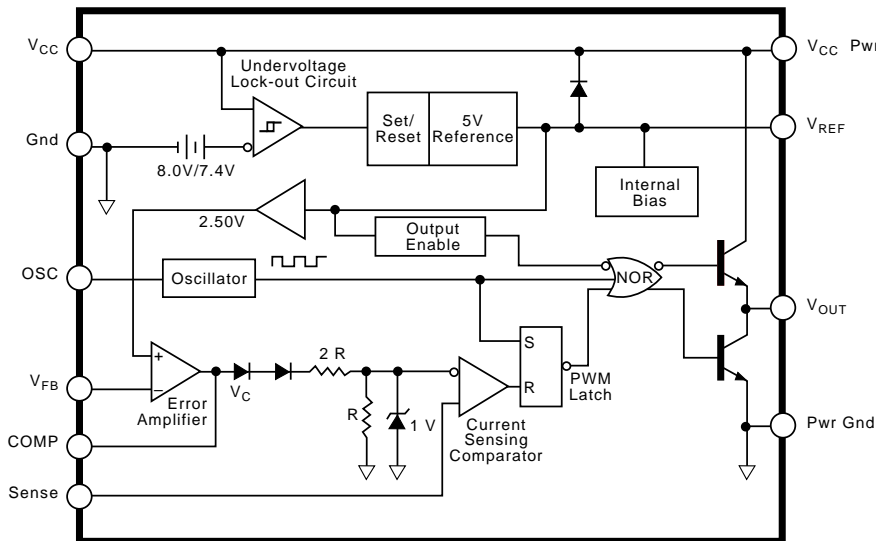 VCC
VCC Pwr
Undervoltage
Lock-out Circuit
Set/
Reset
5V
Reference
VREF
Gnd
8.0V/7.4V
Internal
Bias
2.50V
Output
Enable
OSC
Oscillator
NOR
VOUT
S
R
PWM
Latch
2 R
+
–
VFB
VC
Error
Amplifier
R
1 V
Current
Sensing
Comparator
COMP
Pwr Gnd
Sense